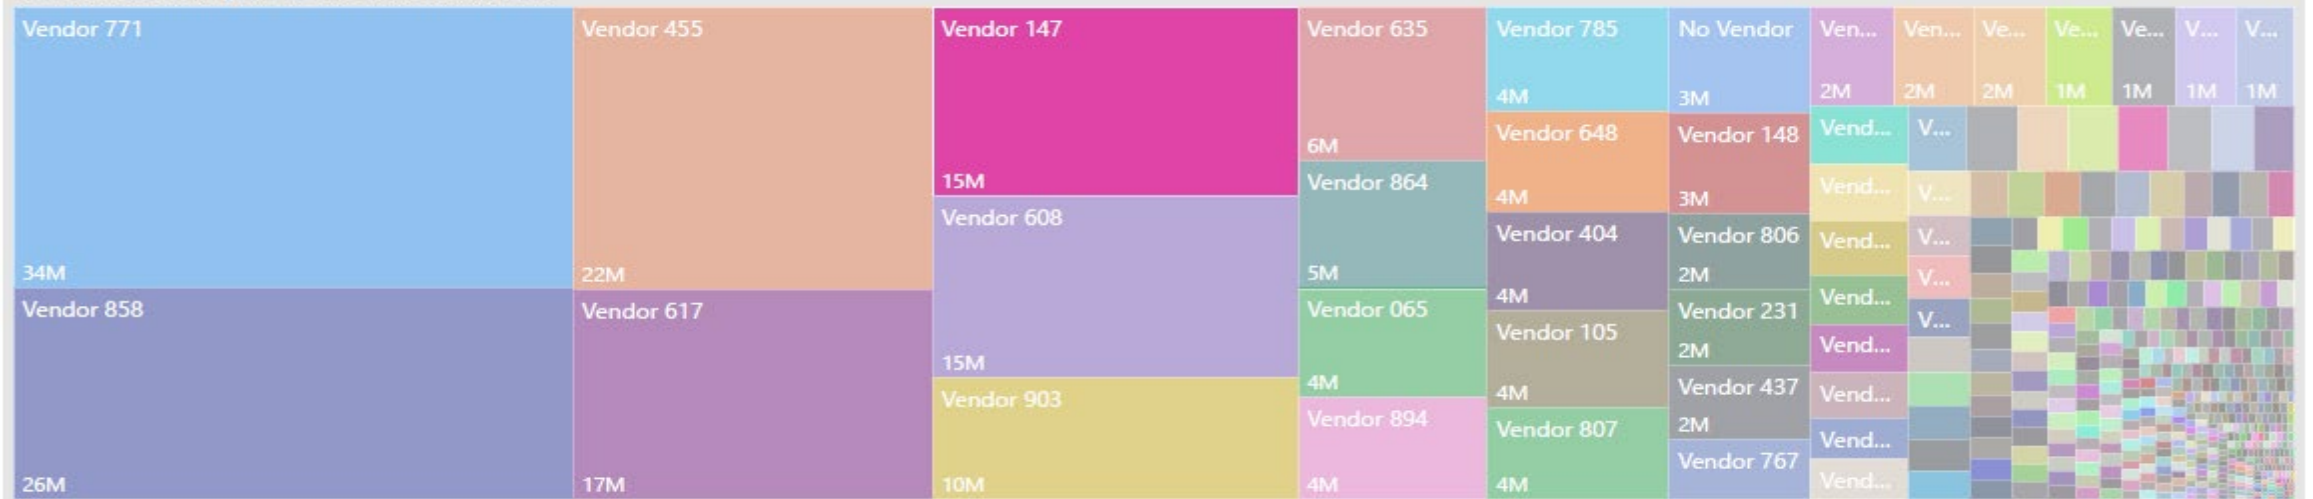 Vendor 771
34M
Vendor 858
26M
Vendor 455
22M
Vendor 617
17M
Vendor 147
15M
Vendor 608
15M
Vendor 903
10M
Vendor 635
6M
Vendor 864
5M
Vendor 065
4M
Vendor 894
4M
Vendor 785
4M
Vendor 648
4M
Vendor 404
4M
Vendor 105
4M
Vendor 807
4M
No Vendor
3M
Vendor 148
3M
Vendor 806
2M
Vendor 231
2M
Vendor 437
2M
Vendor 767
Ven...
2M
Ven...
2M
Ve...
2M
Ve...
1M
Ve...
1M
V...
1M
V...
1M
Vend...
Vend...
Vend...
Vend...
Vend...
Vend...
Vend...
Vend...
V...
V...
V...
V...
V...